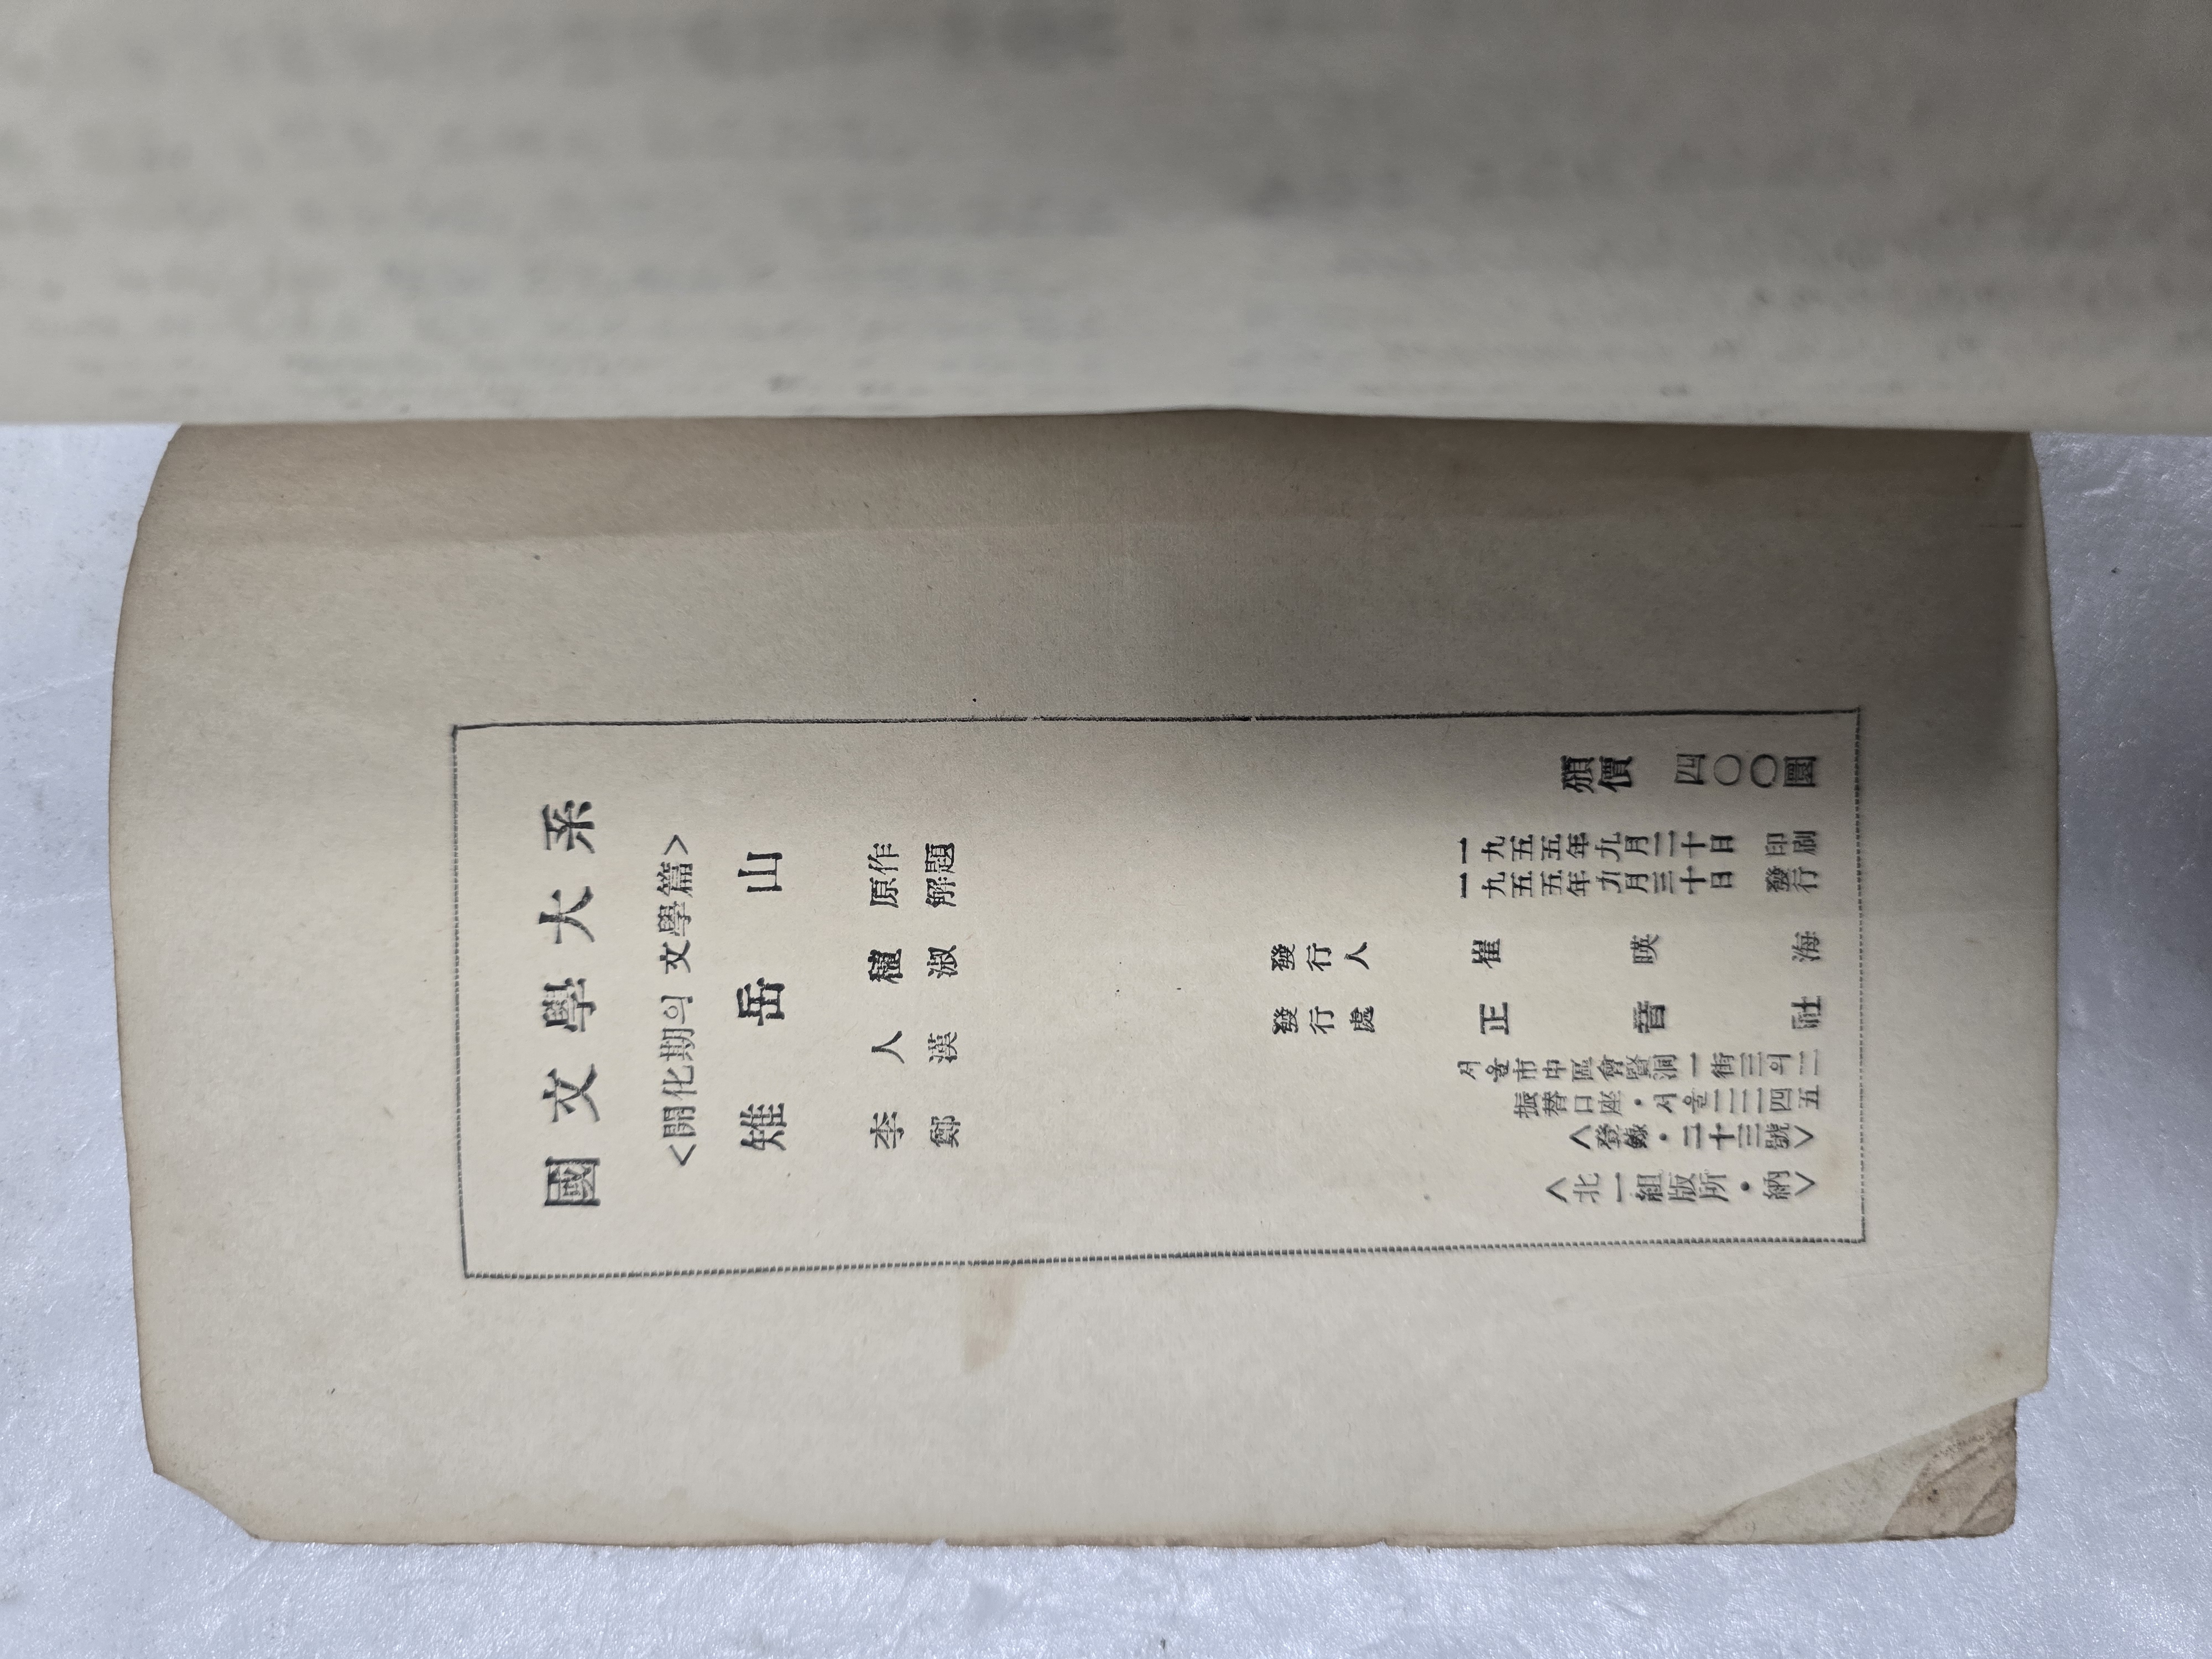 國文學大系
<開化期의 文學篇>
雉岳山
李人稙 原作
鄭漢淑 解題
頒價 四〇〇圜
一九五五年九月二十日 印刷
一九五五年九月三十日 發行
發行人 崔暎海
發行處 正音社
서울市中區會賢洞一街三의二
振替口座・서울二二四五
<登錄・二十三號>
<北一組版所・納>